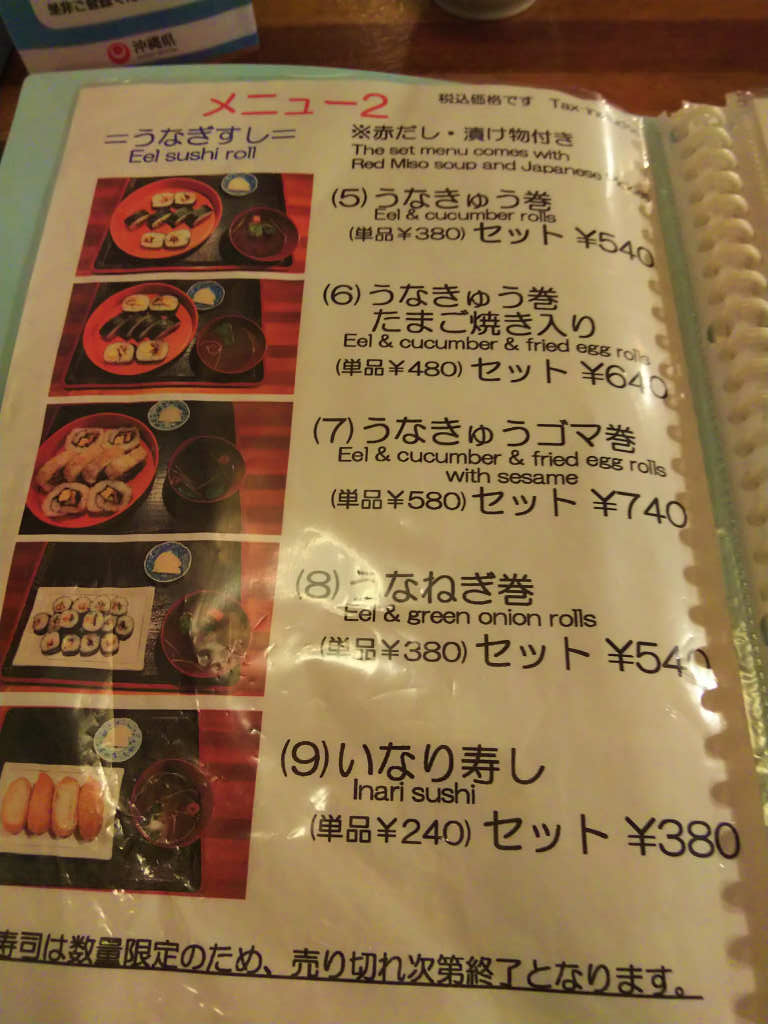 沖縄県
メニュー2
税込価格です Tax
=うなぎすし=
Eel sushi roll
※赤だし・漬け物付き
The set menu comes with
Red Miso soup and Japanese
(5)うなきゅう巻
Eel & cucumber rolls
(単品¥380) セット ¥540
(6)うなきゅう巻
たまご焼き入り
Eel & cucumber & fried egg rolls
(単品¥480) セット ¥640
(7)うなきゅうゴマ巻
Eel & cucumber & fried egg rolls
with sesame
(単品¥580) セット ¥740
(8)うなねぎ巻
Eel & green onion rolls
(単品¥380) セット ¥540
(9)いなり寿し
Inari sushi
(単品¥240) セット ¥380
寿司は数量限定のため、売り切れ次第終了となります。